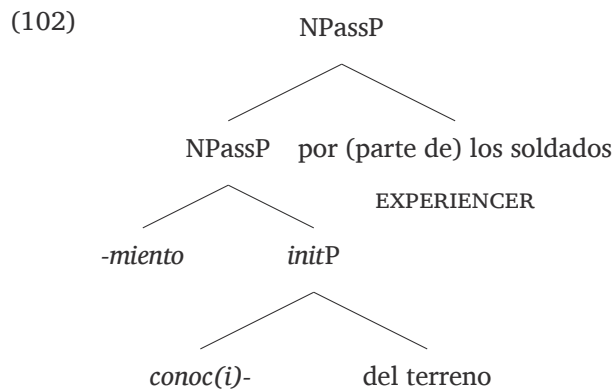 (102) NPassP
NPassP por (parte de) los soldados
EXPERIENCER
-miento initP
conoc(i)- del terreno